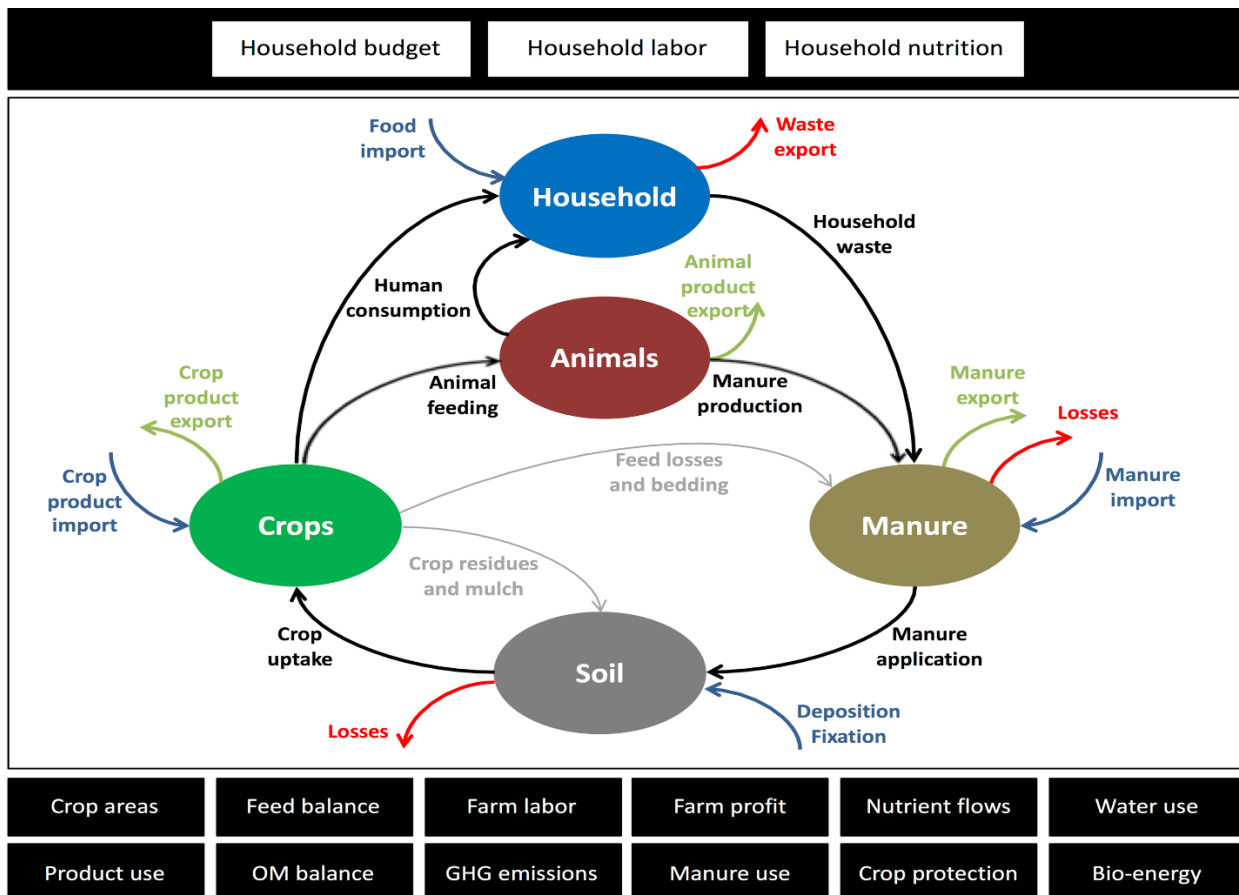 Household budget
Household labor
Household nutrition
Food
import
Waste
export
Household
Household
waste
Human
consumption
Animal
product
export
Animals
Crop
product
export
Animal
feeding
Manure
production
Manure
export
Losses
Crop
product
import
Feed losses
and bedding
Manure
import
Crops
Manure
Crop residues
and mulch
Crop
uptake
Manure
application
Soil
Losses
Deposition
Fixation
Crop areas
Feed balance
Farm labor
Farm profit
Nutrient flows
Water use
Product use
OM balance
GHG emissions
Manure use
Crop protection
Bio-energy